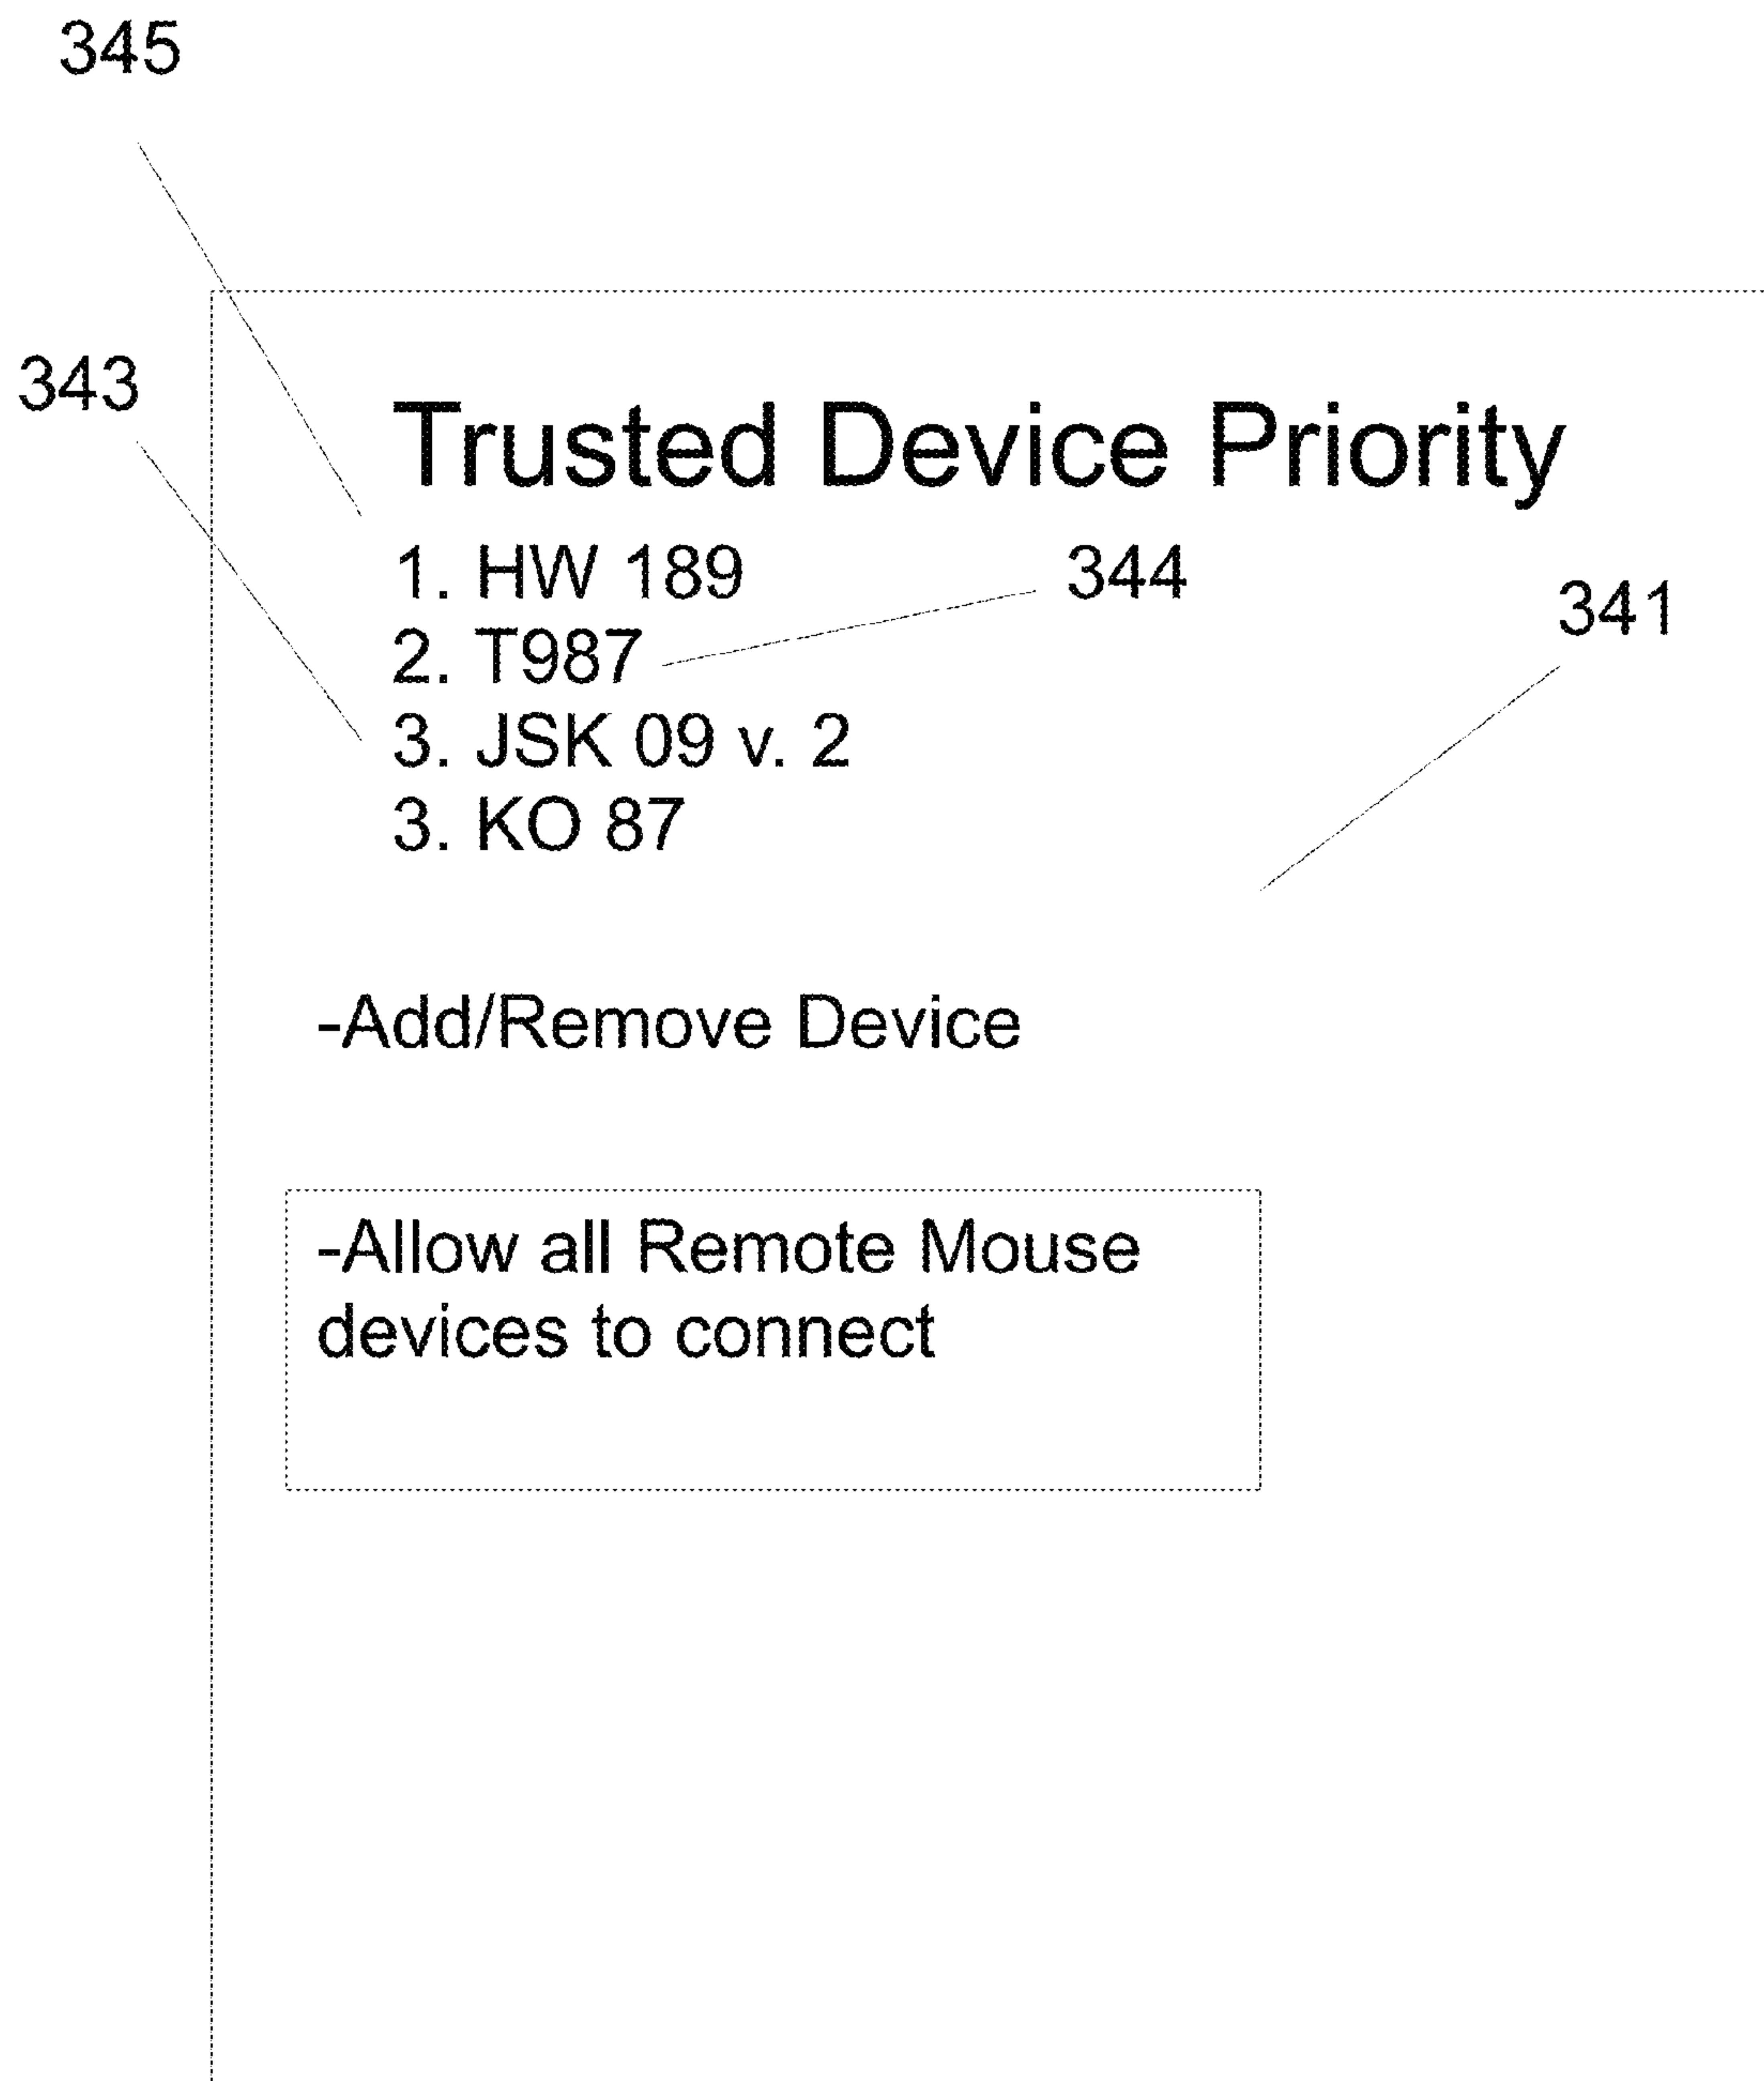 345
343
Trusted Device Priority
1. HW 189
344
341
2. T987
3. JSK 09 v. 2
3. KO 87
-Add/Remove Device
-Allow all Remote Mouse
devices to connect